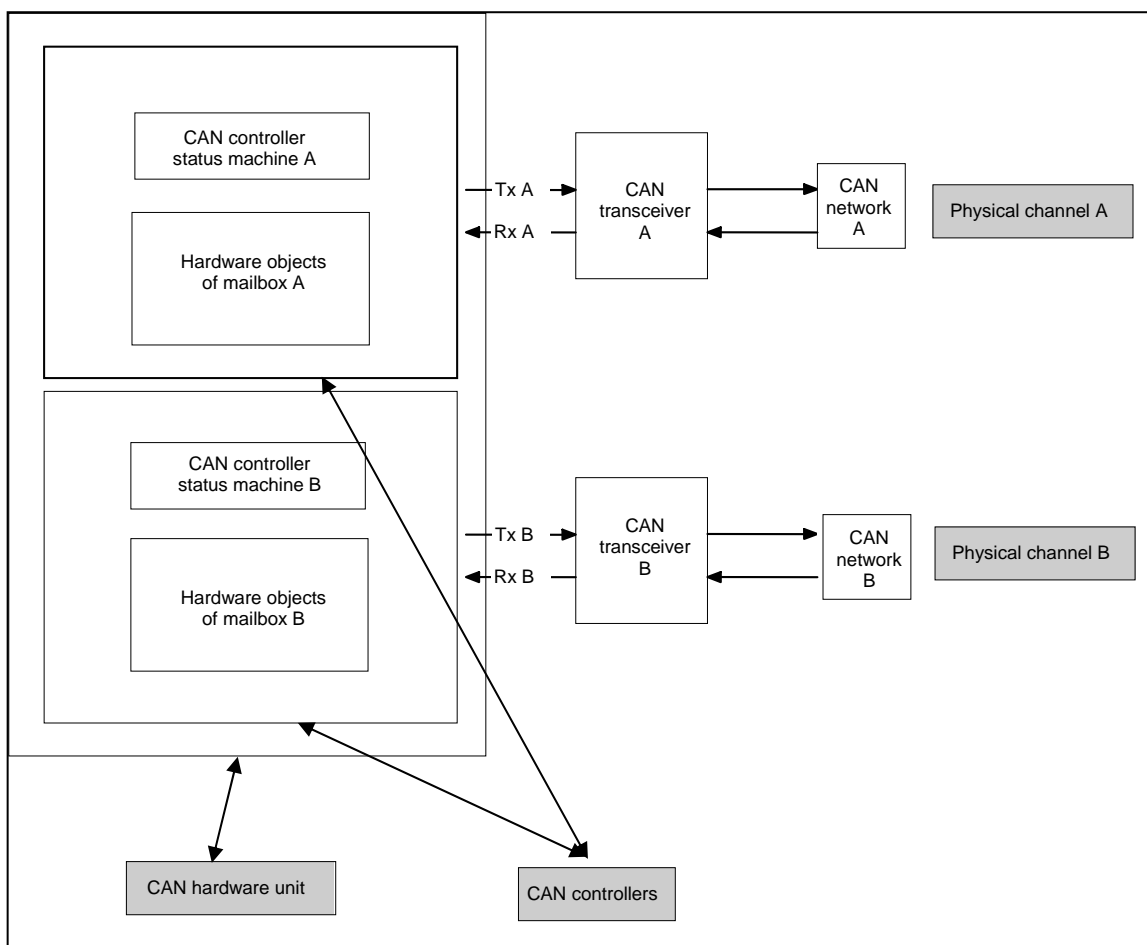 CAN controller
status machine A
Hardware objects
of mailbox A
Tx A
Rx A
CAN
transceiver
A
CAN
network
A
Physical channel A
CAN controller
status machine B
Hardware objects
of mailbox B
Tx B
Rx B
CAN
transceiver
B
CAN
network
B
Physical channel B
CAN hardware unit
CAN controllers